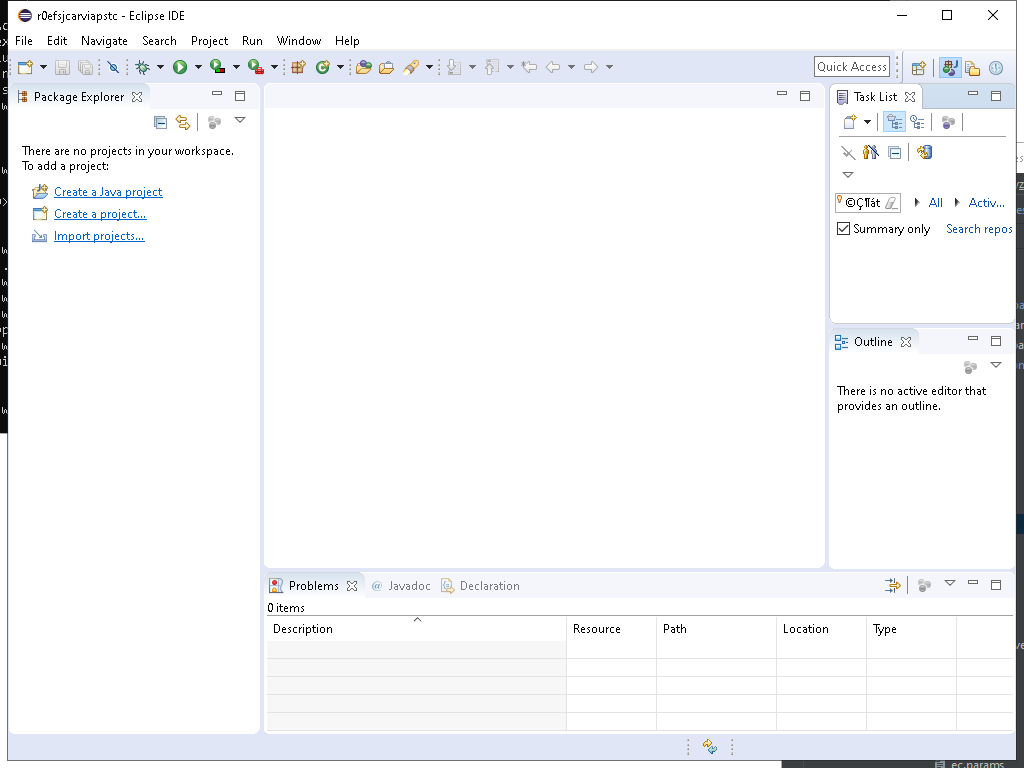 r0efsjcarviapstc - Eclipse IDE
File Edit Navigate Search Project Run Window Help
Quick Access
Package Explorer
There are no projects in your workspace.
To add a project:
Create a Java project
Create a project...
Import projects...
Task List
©Ç¶át All Activ...
Summary only Search repos
Outline
There is no active editor that
provides an outline.
Problems @ Javadoc Declaration
0 items
Description Resource Path Location Type
ec.params